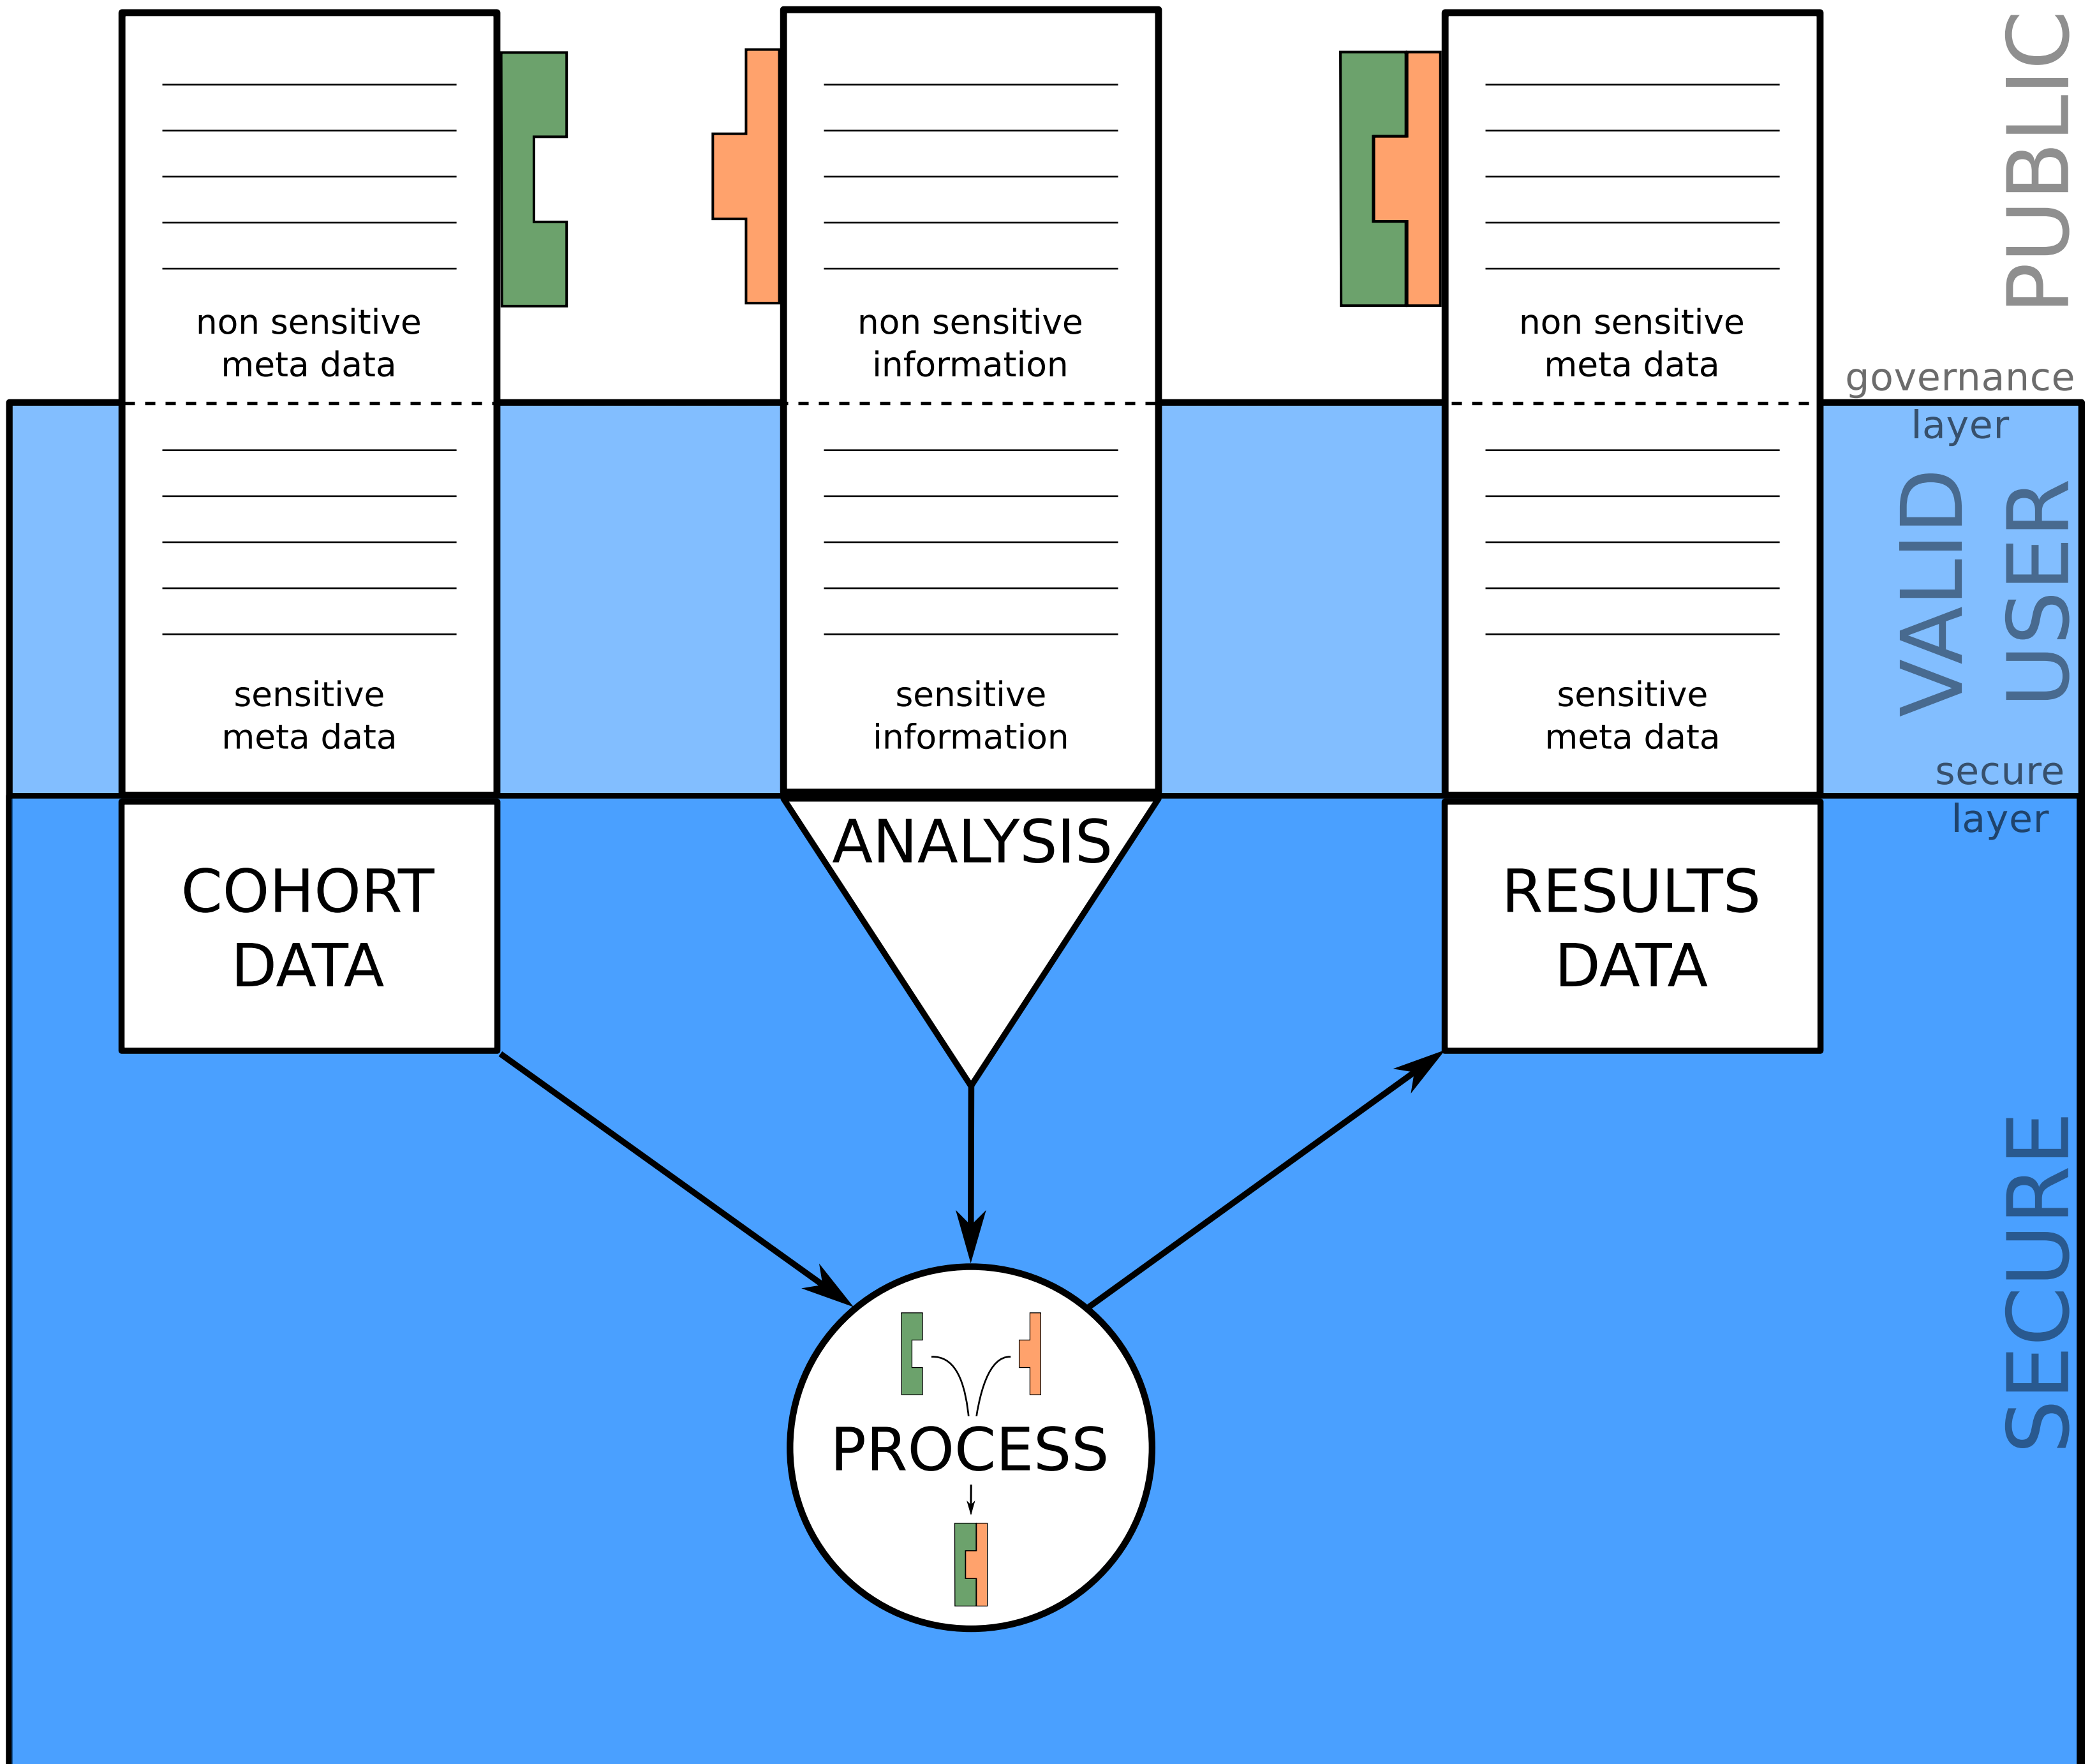 non sensitive
meta data
non sensitive
information
non sensitive
meta data
PUBLIC
governance
layer
sensitive
meta data
sensitive
information
sensitive
meta data
VALID
USER
secure
layer
COHORT
DATA
ANALYSIS
RESULTS
DATA
SECURE
PROCESS